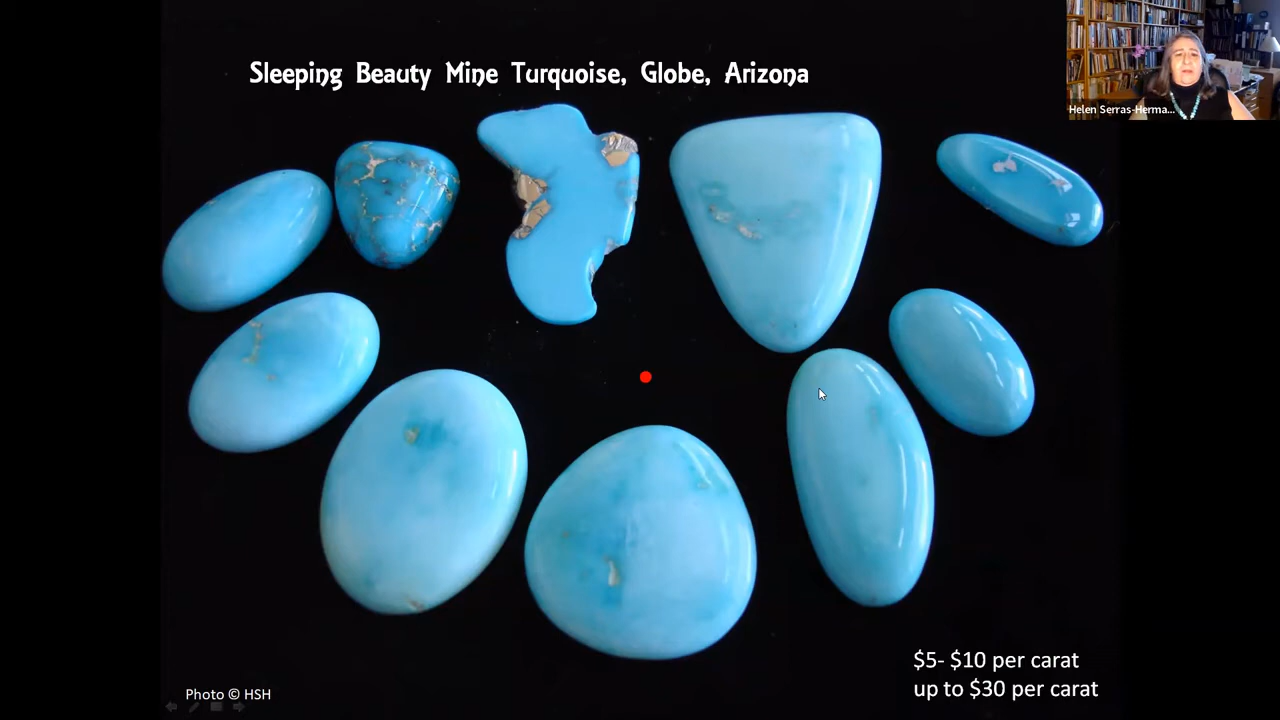 Sleeping Beauty Mine Turquoise, Globe, Arizona
Helen Serras-Herma...
$5- $10 per carat
up to $30 per carat
Photo © HSH